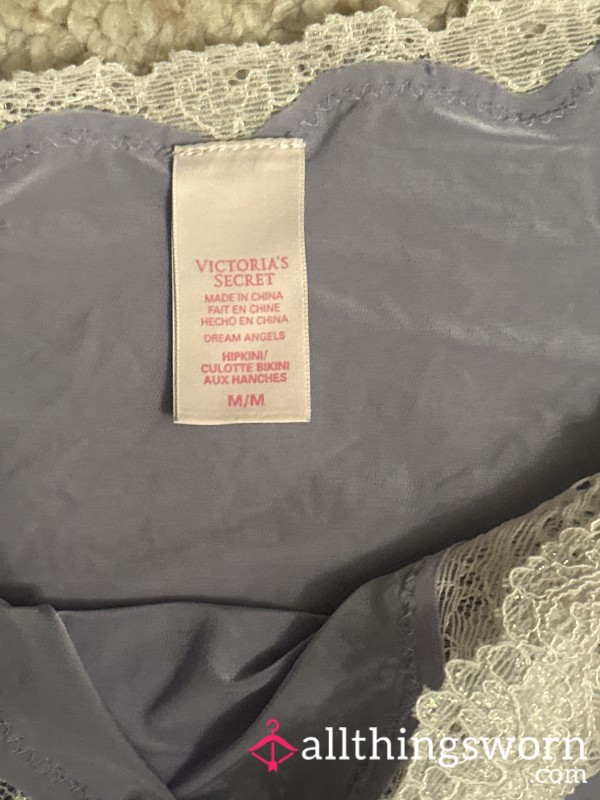 VICTORIA'S
SECRET
MADE IN CHINA
FAIT EN CHINE
HECHO EN CHINA
DREAM ANGELS
HIPKINI/
CULOTTE BIKINI
AUX HANCHES
M/M
allthingsworn
.com